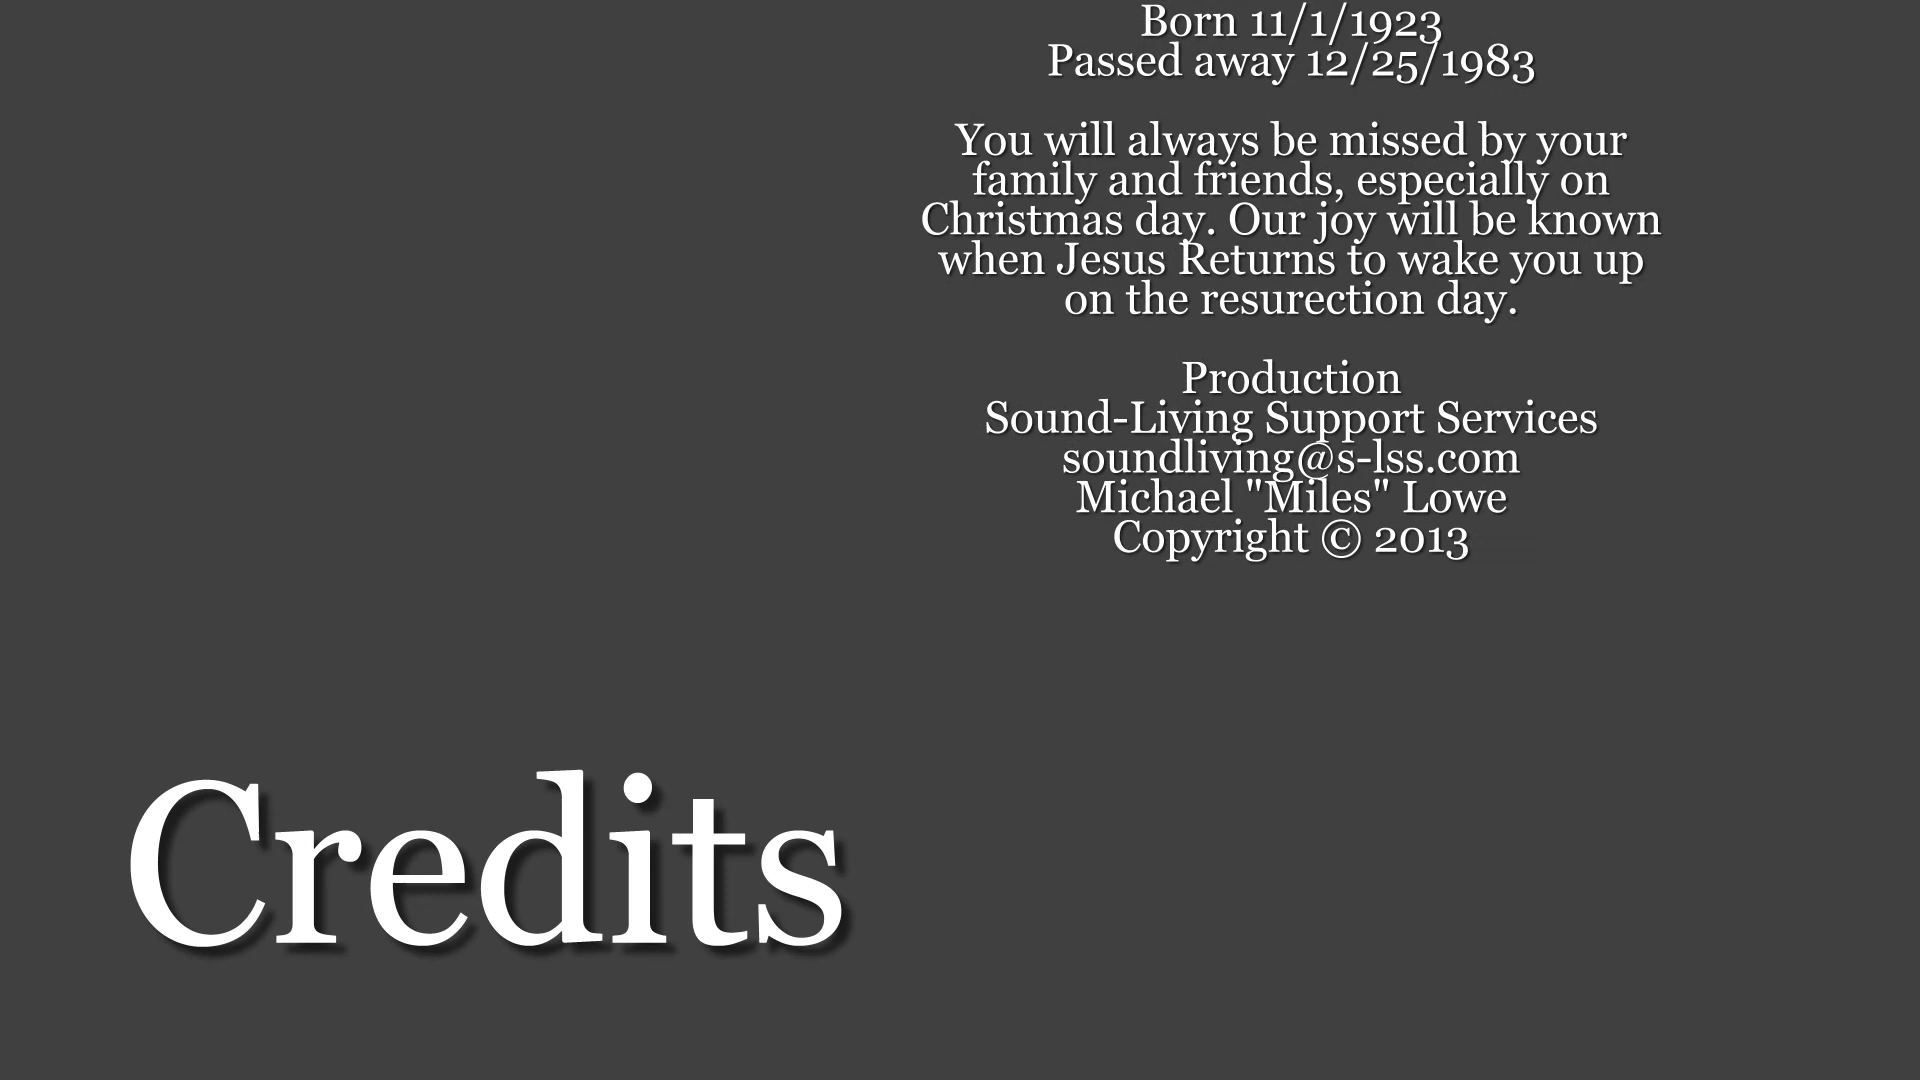 Born 11/1/1923
Passed away 12/25/1983
You will always be missed by your
family and friends, especially on
Christmas day. Our joy will be known
when Jesus Returns to wake you up
on the resurection day.
Production
Sound-Living Support Services
soundliving@s-lss.com
Michael "Miles" Lowe
Copyright © 2013
Credits